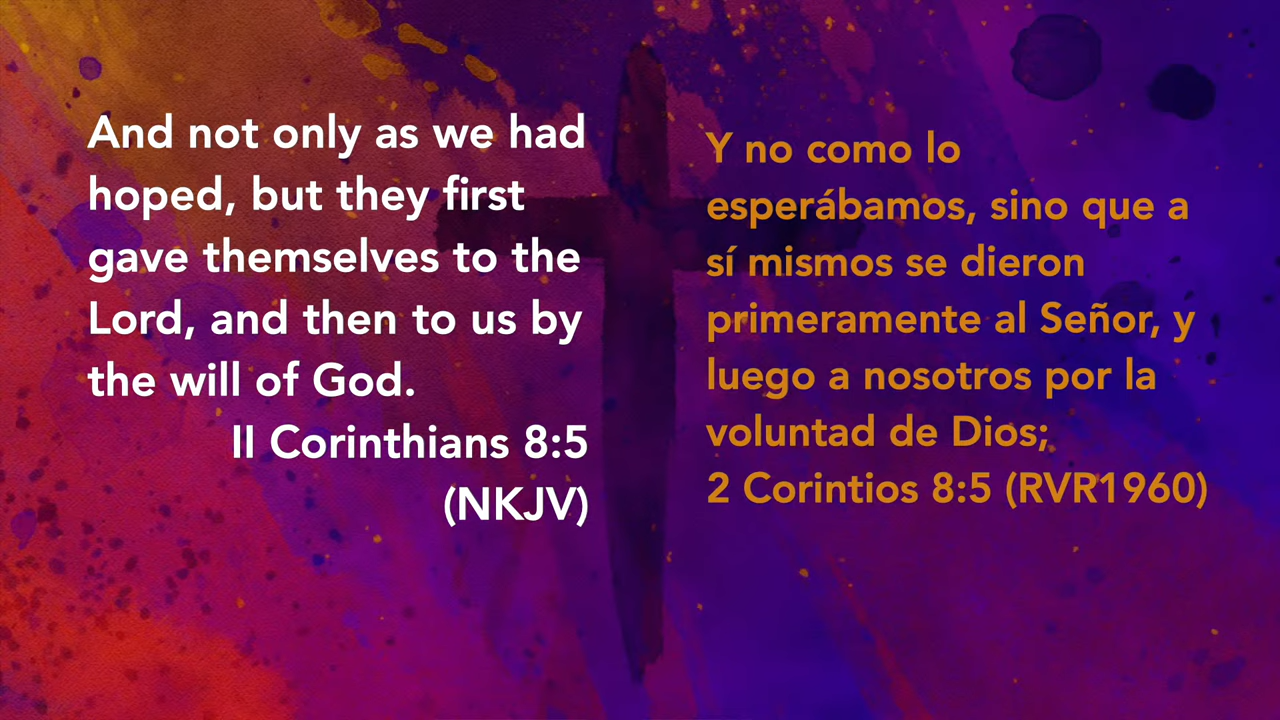 And not only as we had
hoped, but they first
gave themselves to the
Lord, and then to us by
the will of God.
II Corinthians 8:5
(NKJV)
Y no como lo
esperábamos, sino que a
sí mismos se dieron
primeramente al Señor, y
luego a nosotros por la
voluntad de Dios;
2 Corintios 8:5 (RVR1960)